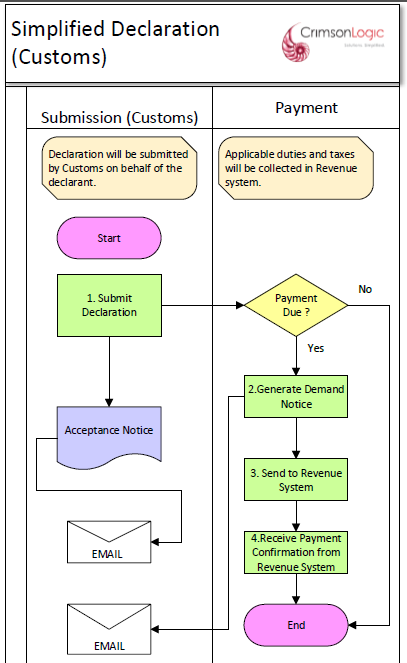 Simplified Declaration
(Customs)
CrimsonLogic
Submission (Customs)
Payment
Declaration will be submitted
by Customs on behalf of the
declarant.
Applicable duties and taxes
will be collected in Revenue
system.
Start
1. Submit
Declaration
Payment
Due ?
No
Yes
Acceptance Notice
2.Generate Demand
Notice
3. Send to Revenue
System
EMAIL
4.Receive Payment
Confirmation from
Revenue System
End
EMAIL